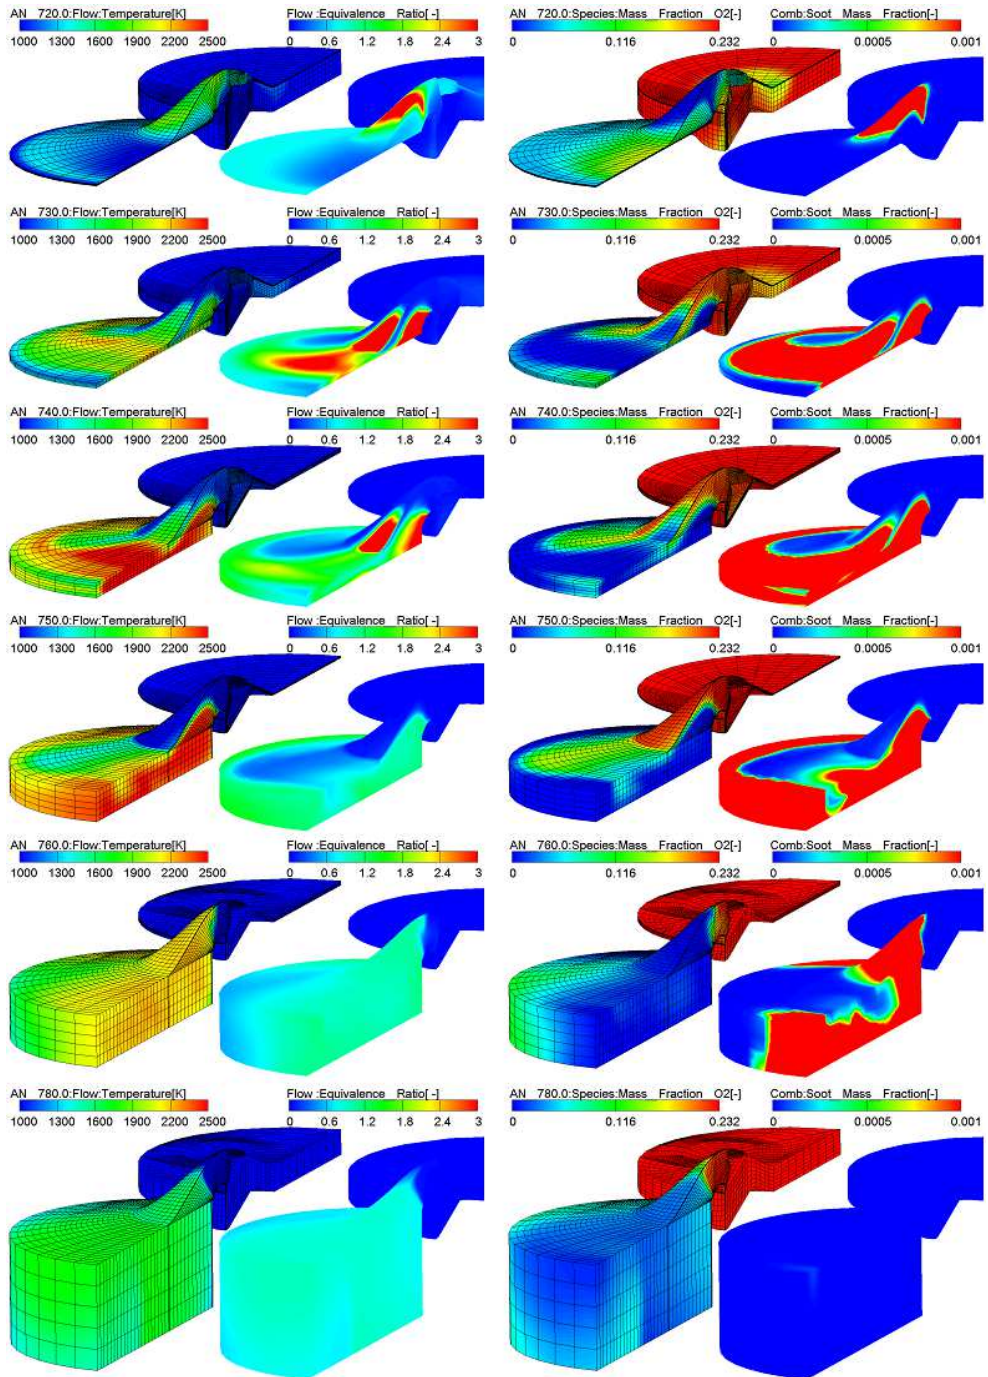 AN 720.0:Flow:Temperature[K] Flow :Equivalence Ratio[ -] AN 720.0:Species:Mass Fraction O2[-] Comb:Soot Mass Fraction[-]
1000 1300 1600 1900 2200 2500 0 0.6 1.2 1.8 2.4 3 0 0.116 0.232 0 0.0005 0.001
AN 730.0:Flow:Temperature[K] Flow :Equivalence Ratio[ -] AN 730.0:Species:Mass Fraction O2[-] Comb:Soot Mass Fraction[-]
1000 1300 1600 1900 2200 2500 0 0.6 1.2 1.8 2.4 3 0 0.116 0.232 0 0.0005 0.001
AN 740.0:Flow:Temperature[K] Flow :Equivalence Ratio[ -] AN 740.0:Species:Mass Fraction O2[-] Comb:Soot Mass Fraction[-]
1000 1300 1600 1900 2200 2500 0 0.6 1.2 1.8 2.4 3 0 0.116 0.232 0 0.0005 0.001
AN 750.0:Flow:Temperature[K] Flow :Equivalence Ratio[ -] AN 750.0:Species:Mass Fraction O2[-] Comb:Soot Mass Fraction[-]
1000 1300 1600 1900 2200 2500 0 0.6 1.2 1.8 2.4 3 0 0.116 0.232 0 0.0005 0.001
AN 760.0:Flow:Temperature[K] Flow :Equivalence Ratio[ -] AN 760.0:Species:Mass Fraction O2[-] Comb:Soot Mass Fraction[-]
1000 1300 1600 1900 2200 2500 0 0.6 1.2 1.8 2.4 3 0 0.116 0.232 0 0.0005 0.001
AN 780.0:Flow:Temperature[K] Flow :Equivalence Ratio[ -] AN 780.0:Species:Mass Fraction O2[-] Comb:Soot Mass Fraction[-]
1000 1300 1600 1900 2200 2500 0 0.6 1.2 1.8 2.4 3 0 0.116 0.232 0 0.0005 0.001